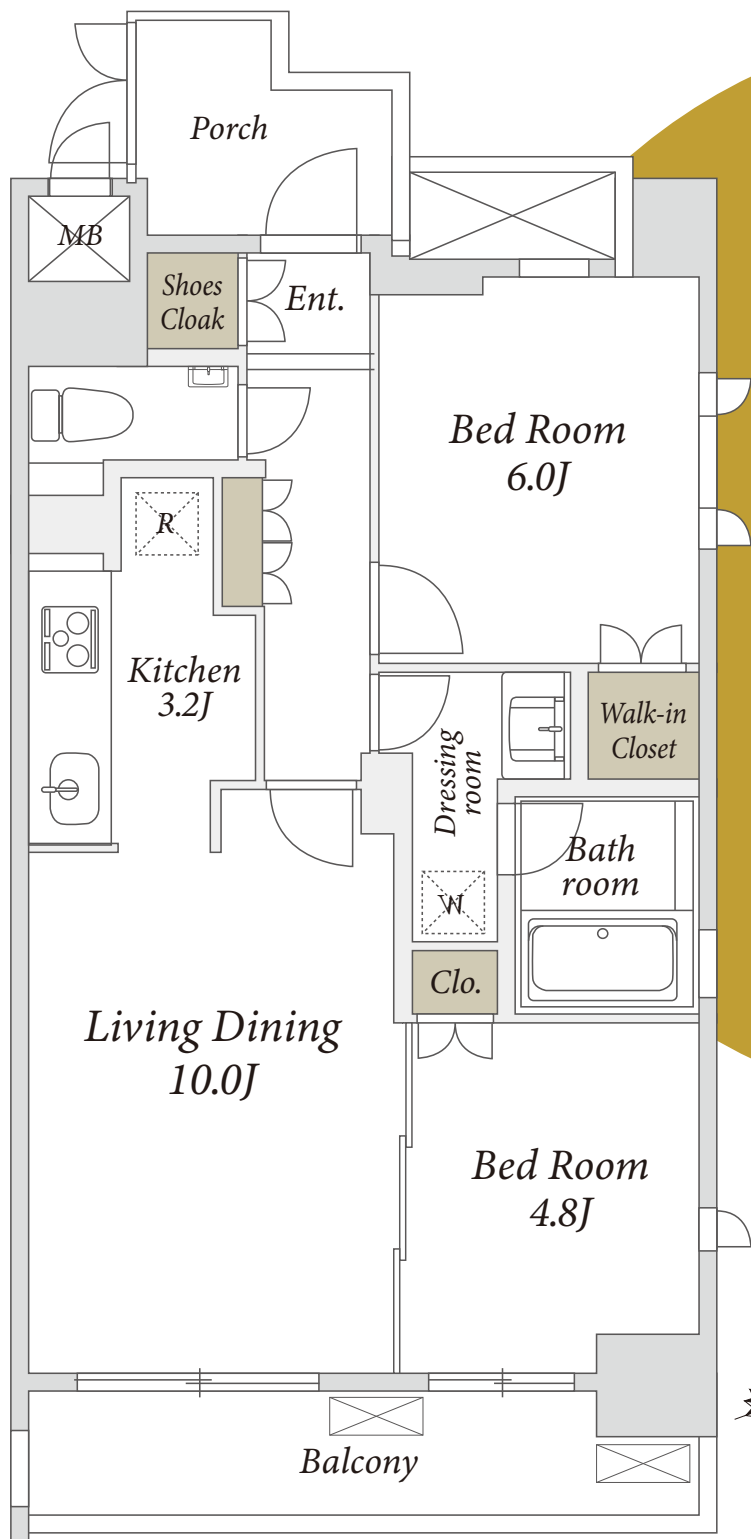 Porch
MB
Shoes
Cloak
Ent.
Bed Room
6.0J
R
Kitchen
3.2J
Walk-in
Closet
Dressing
room
Bath
room
W
Clo.
Living Dining
10.0J
Bed Room
4.8J
Balcony